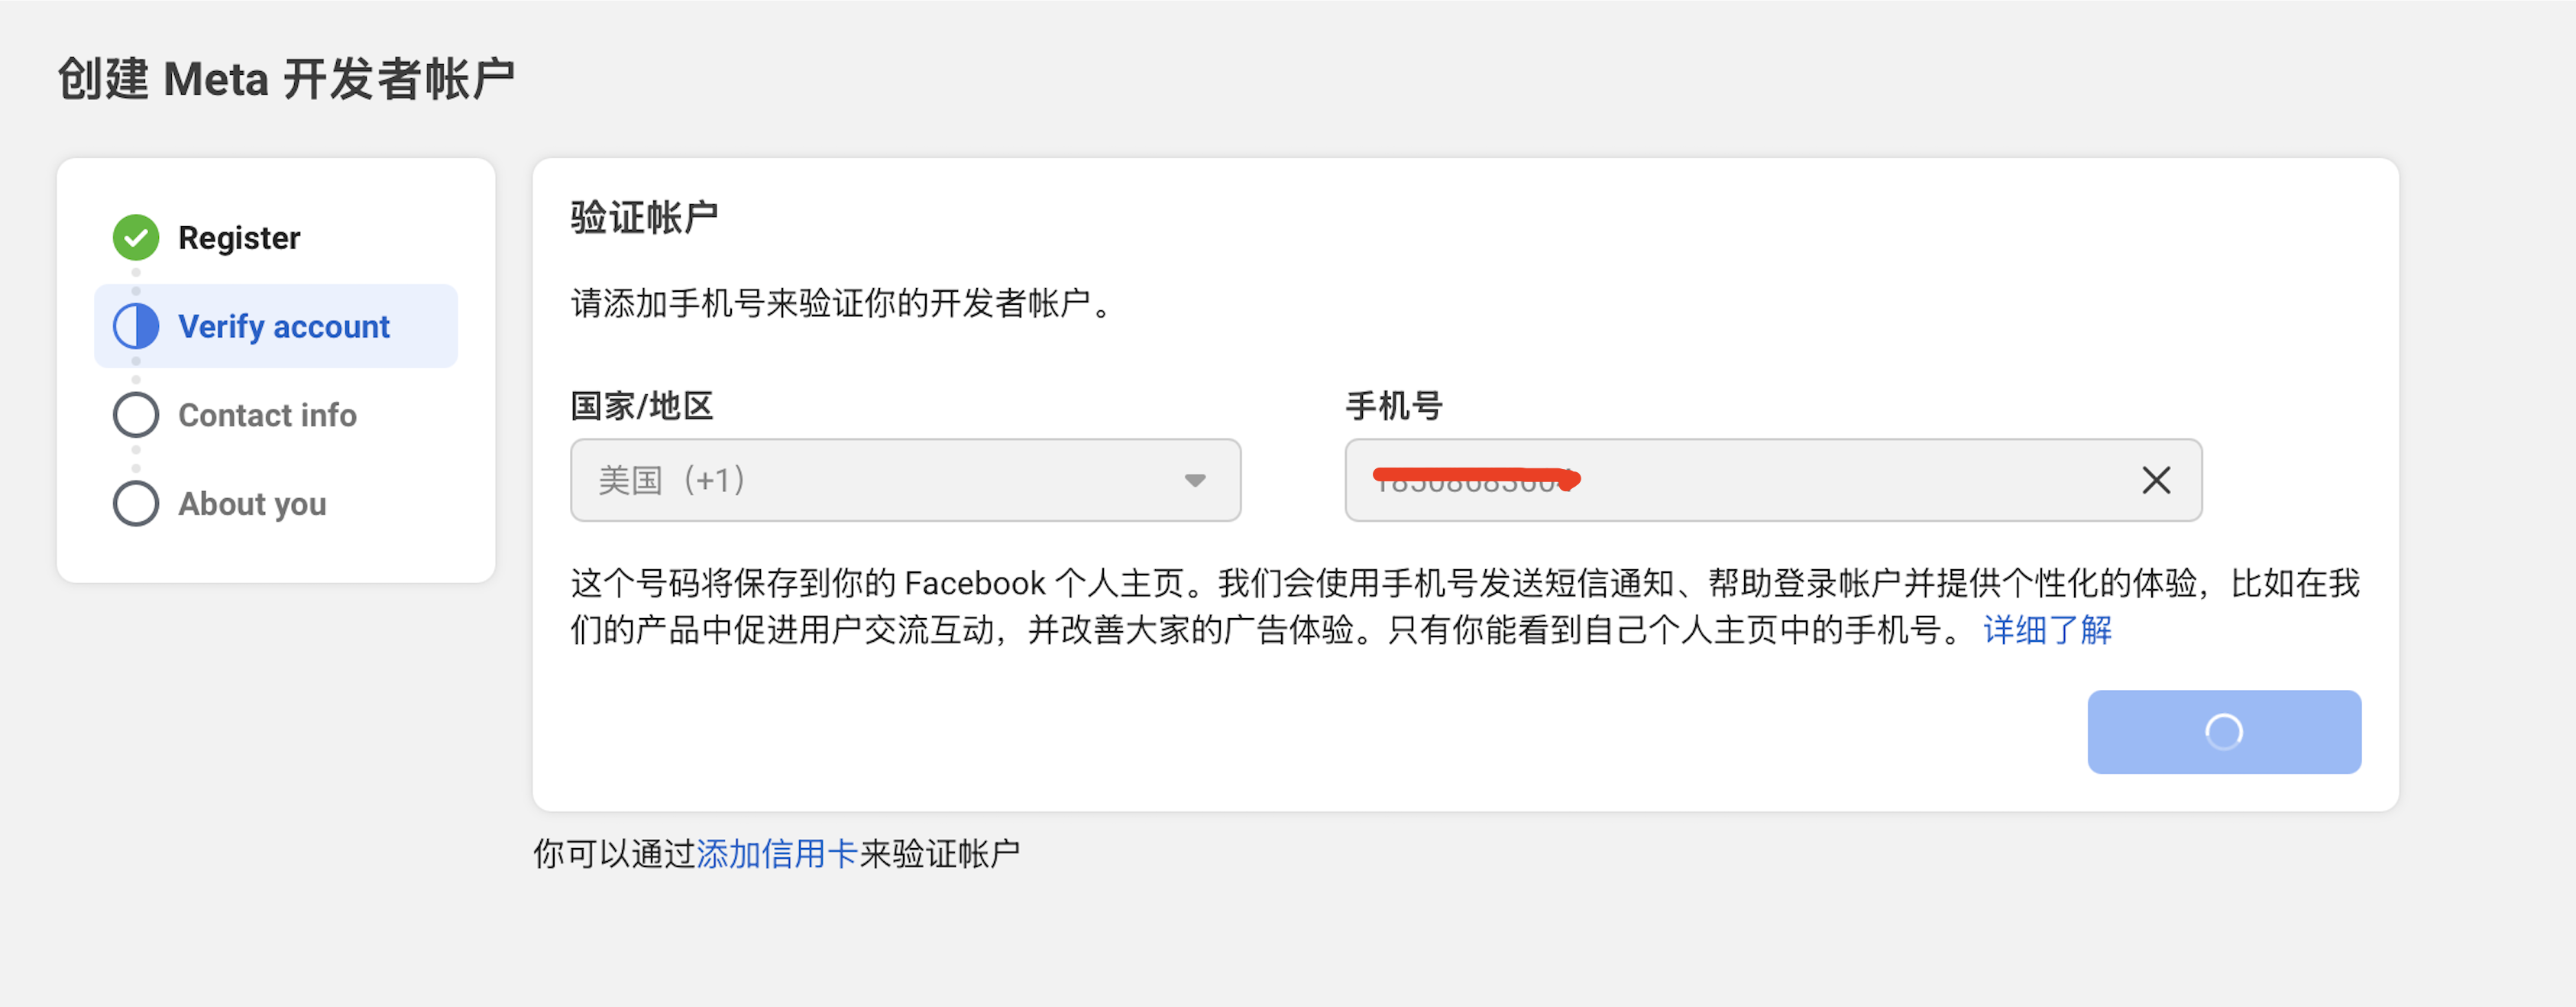 创建 Meta 开发者帐户
Register
Verify account
Contact info
About you
验证帐户
请添加手机号来验证你的开发者帐户。
国家/地区
手机号
美国（+1）
这个号码将保存到你的 Facebook 个人主页。我们会使用手机号发送短信通知、帮助登录帐户并提供个性化的体验，比如在我
们的产品中促进用户交流互动，并改善大家的广告体验。只有你能看到自己个人主页中的手机号。 详细了解
你可以通过添加信用卡来验证帐户